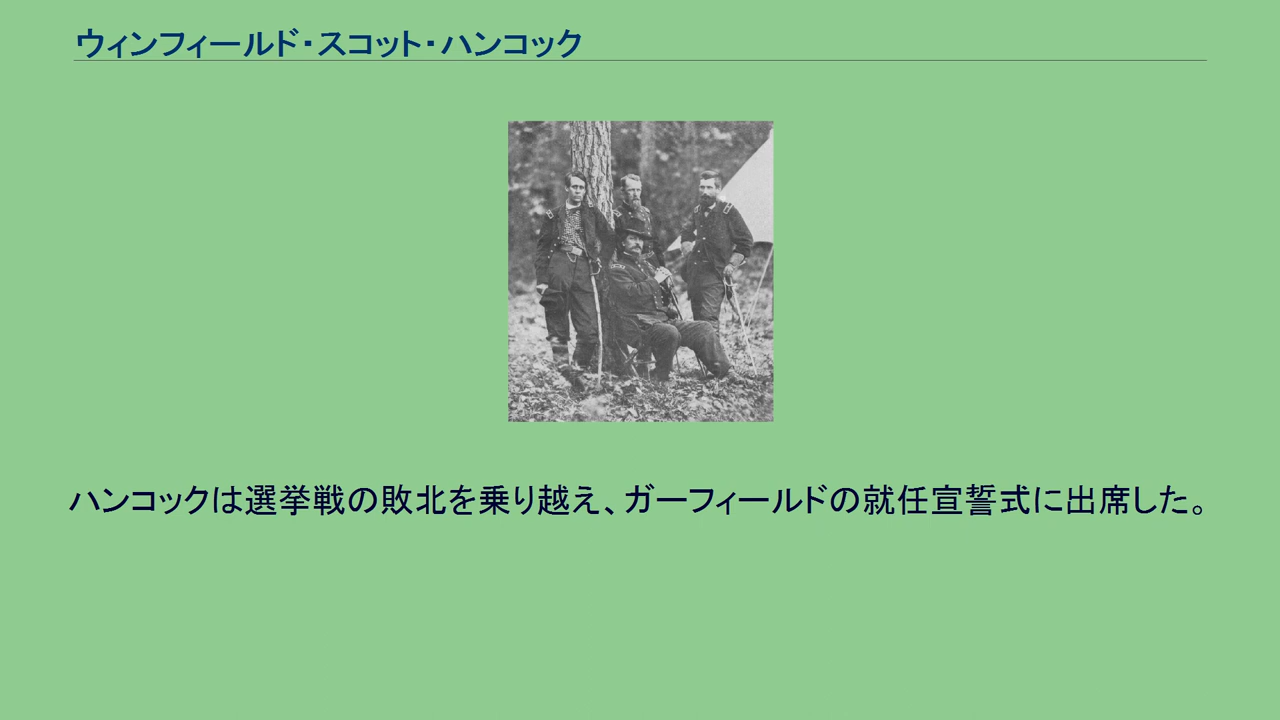 ウィンフィールド・スコット・ハンコック
ハンコックは選挙戦の敗北を乗り越え、ガーフィールドの就任宣誓式に出席した。